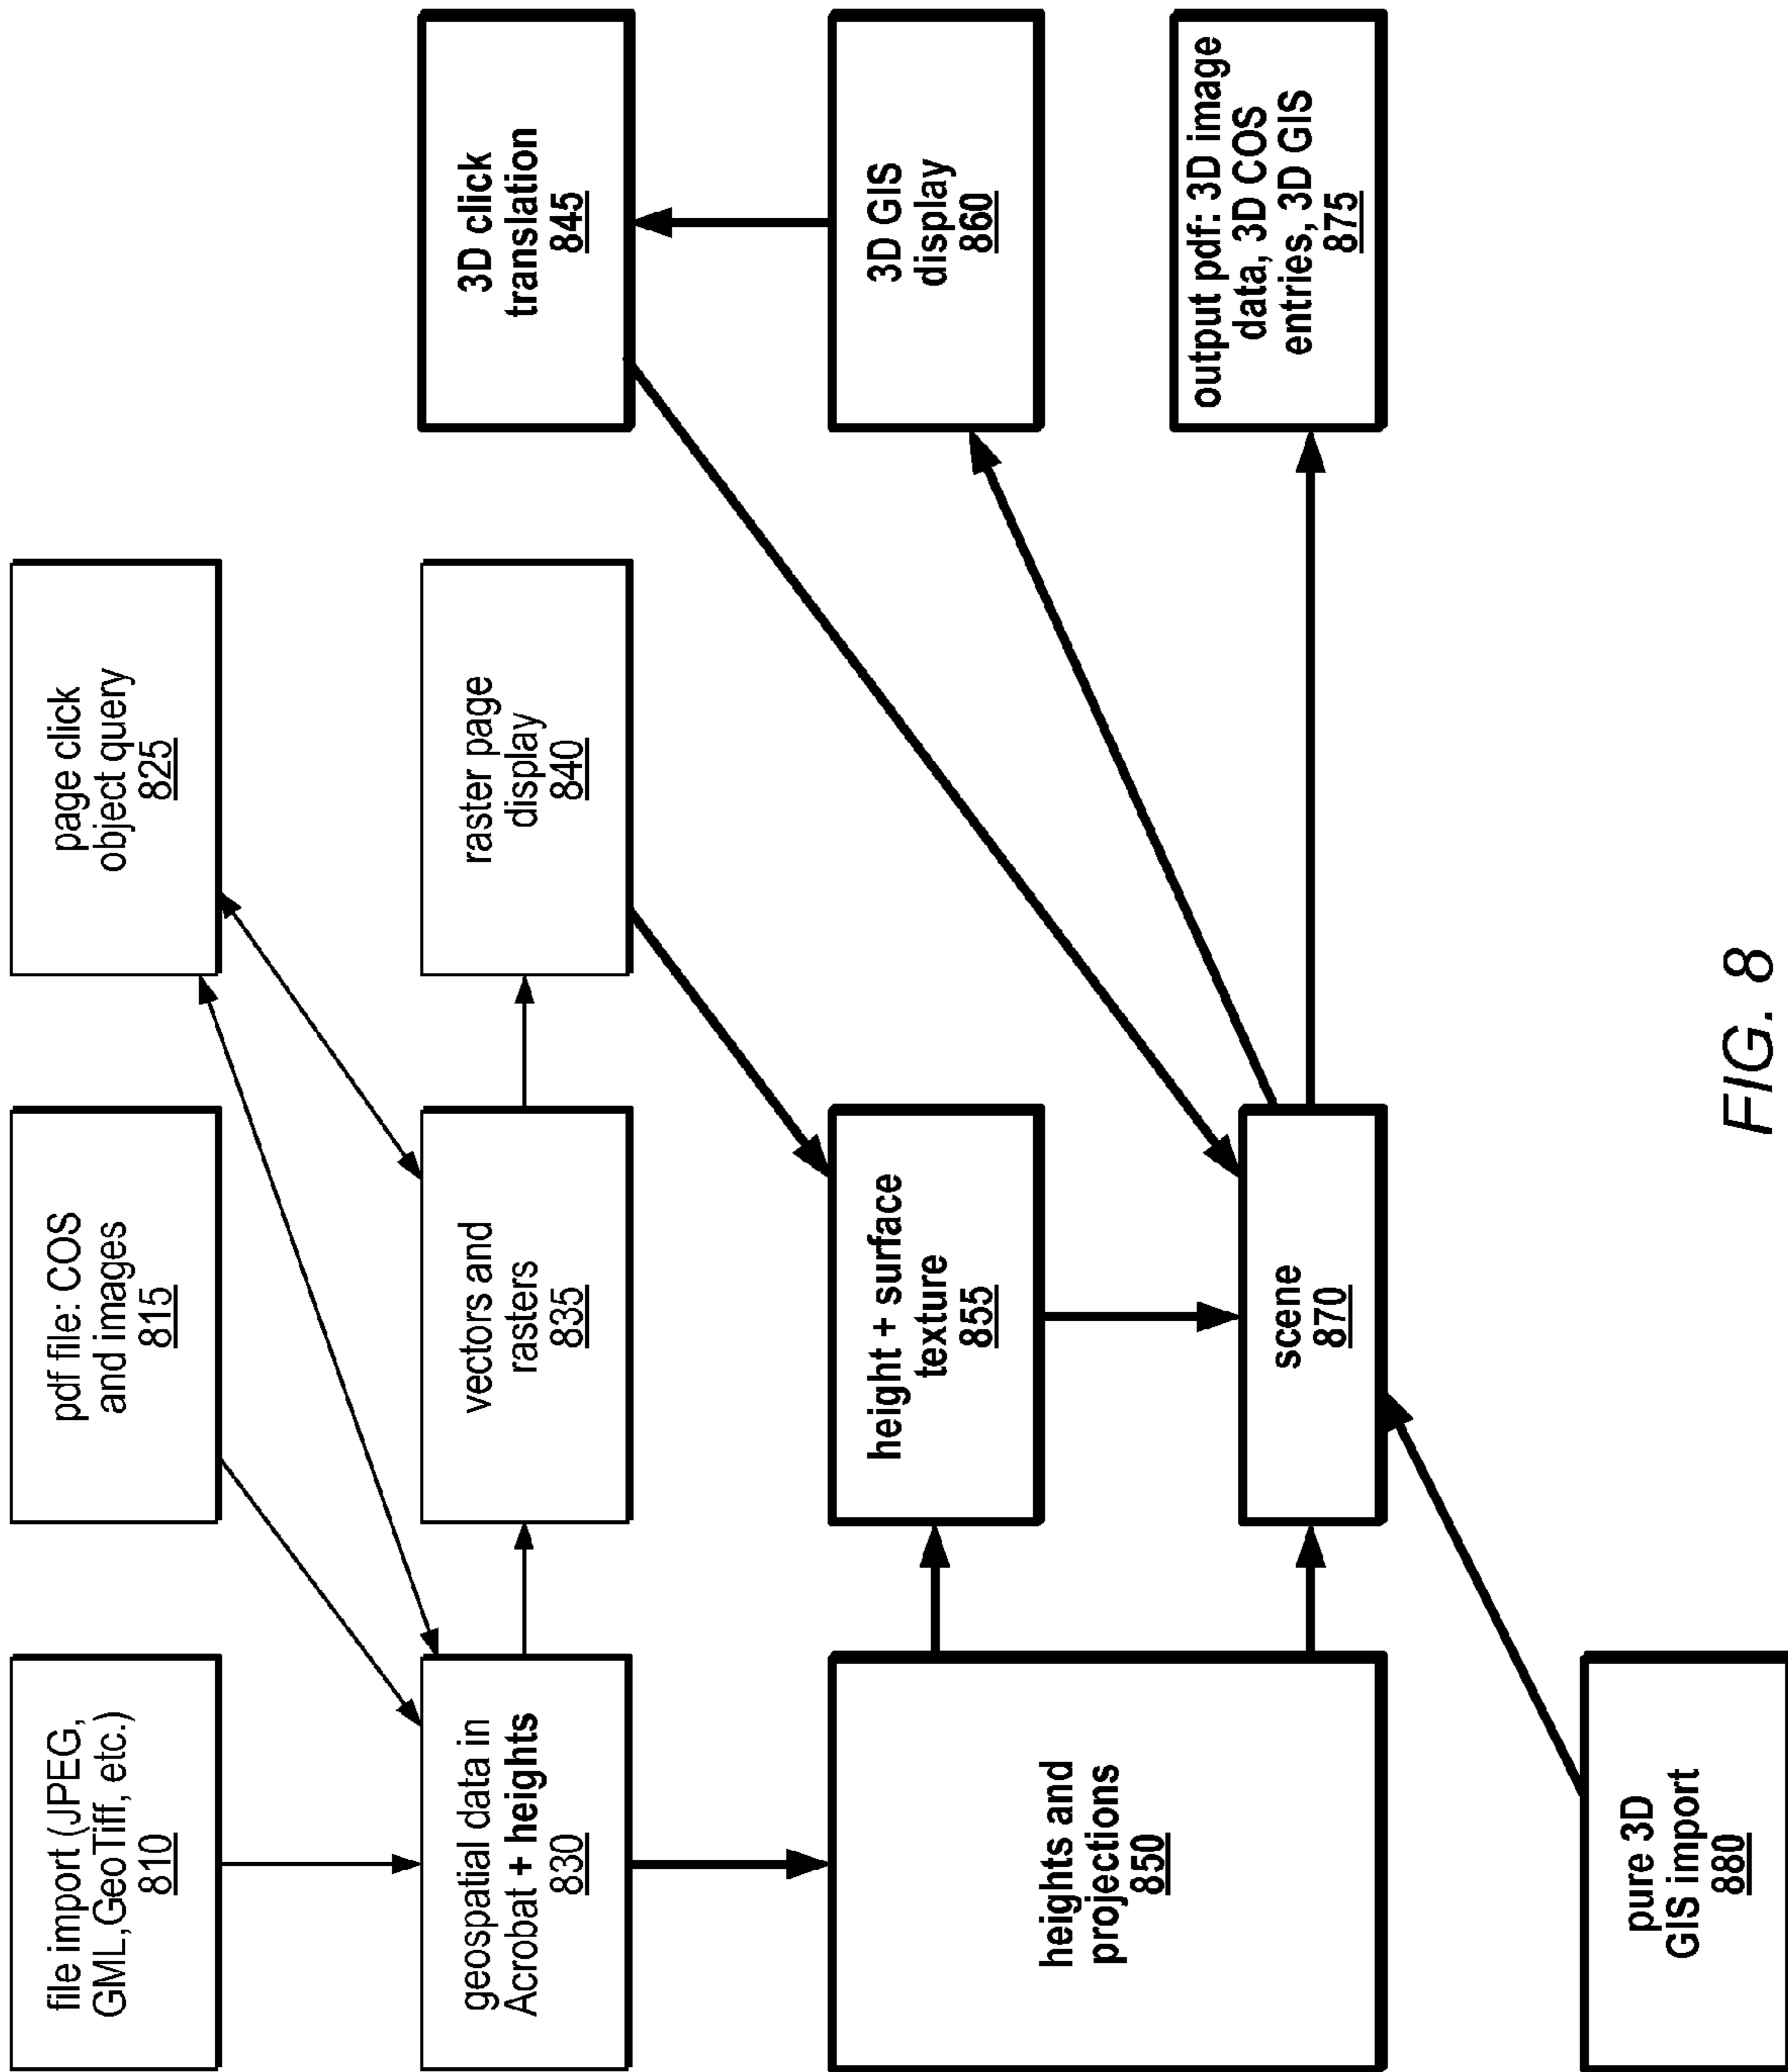 file import (JPEG,
GML,GeoTiff, etc.)
810
pdf file: COS
and images
815
page click
object query
825
geospatial data in
Acrobat + heights
830
vectors and
rasters
835
raster page
display
840
3D click
translation
845
heights and
projections
850
height + surface
texture
855
3D GIS
display
860
scene
870
output pdf: 3D image
data, 3D COS
entries, 3D GIS
875
pure 3D
GIS import
880
FIG. 8